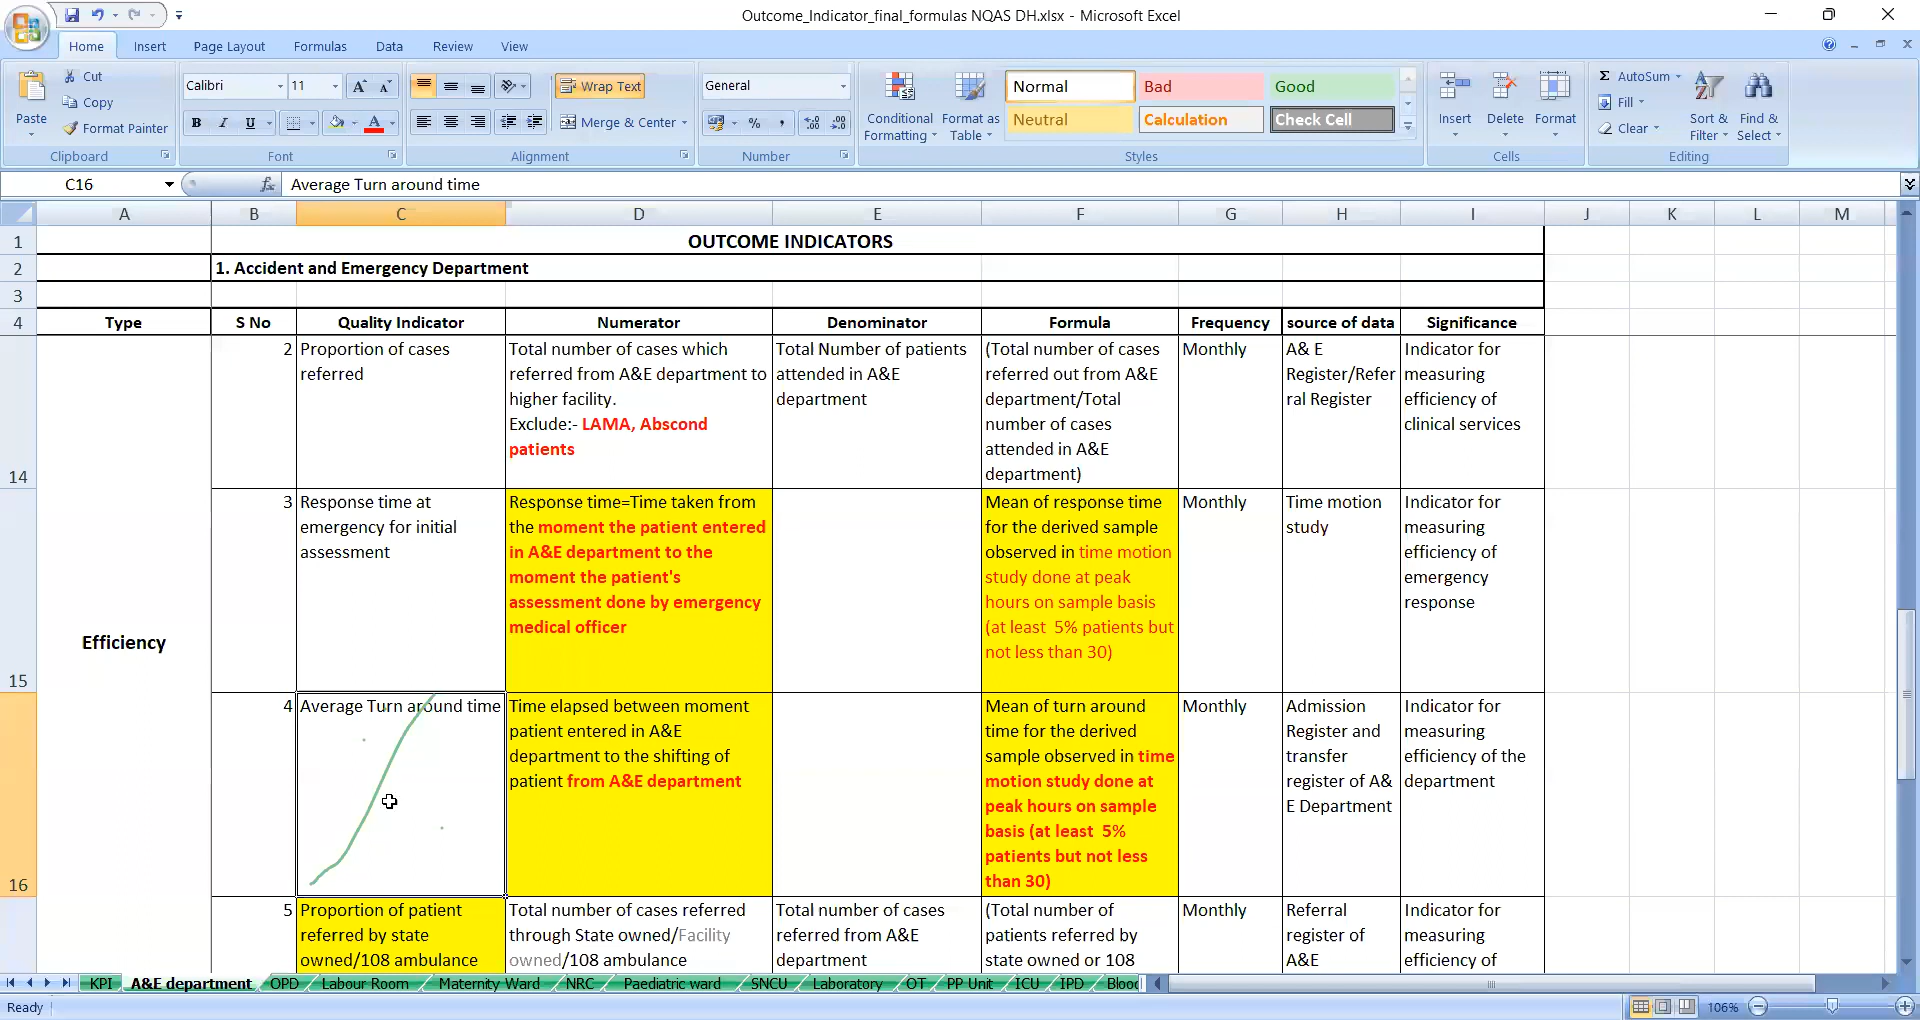 Outcome_Indicator_final_formulas NQAS DH.xlsx - Microsoft Excel
Home Insert Page Layout Formulas Data Review View
Paste
Cut
Copy
Format Painter
Clipboard
Calibri 11
B I U
Font
Wrap Text
Merge & Center
Alignment
General
Number
Conditional Formatting
Format as Table
Normal Bad Good
Neutral Calculation Check Cell
Styles
Insert Delete Format
Cells
AutoSum
Fill
Clear
Sort & Filter
Find & Select
Editing
C16 fx Average Turn around time
A B C D E F G H I J K L M
1 OUTCOME INDICATORS
2 1. Accident and Emergency Department
3
4 Type S No Quality Indicator Numerator Denominator Formula Frequency source of data Significance
Efficiency
14
2
Proportion of cases
referred
Total number of cases which
referred from A&E department to
higher facility.
Exclude:- LAMA, Abscond
patients
Total Number of patients
attended in A&E
department
(Total number of cases
referred out from A&E
department/Total
number of cases
attended in A&E
department)
Monthly
A& E
Register/Refer
ral Register
Indicator for
measuring
efficiency of
clinical services
15
3
Response time at
emergency for initial
assessment
Response time=Time taken from
the moment the patient entered
in A&E department to the
moment the patient's
assessment done by emergency
medical officer
Mean of response time
for the derived sample
observed in time motion
study done at peak
hours on sample basis
(at least 5% patients but
not less than 30)
Monthly
Time motion
study
Indicator for
measuring
efficiency of
emergency
response
16
4
Average Turn around time
Time elapsed between moment
patient entered in A&E
department to the shifting of
patient from A&E department
Mean of turn around
time for the derived
sample observed in time
motion study done at
peak hours on sample
basis (at least 5%
patients but not less
than 30)
Monthly
Admission
Register and
transfer
register of A&
E Department
Indicator for
measuring
efficiency of the
department
5
Proportion of patient
referred by state
owned/108 ambulance
Total number of cases referred
through State owned/Facility
owned/108 ambulance
Total number of cases
referred from A&E
department
(Total number of
patients referred by
state owned or 108
Monthly
Referral
register of
A&E
Indicator for
measuring
efficiency of
KPI A&E department OPD Labour Room Maternity Ward NRC Paediatric ward SNCU Laboratory OT PP Unit ICU IPD Blood
Ready 106%